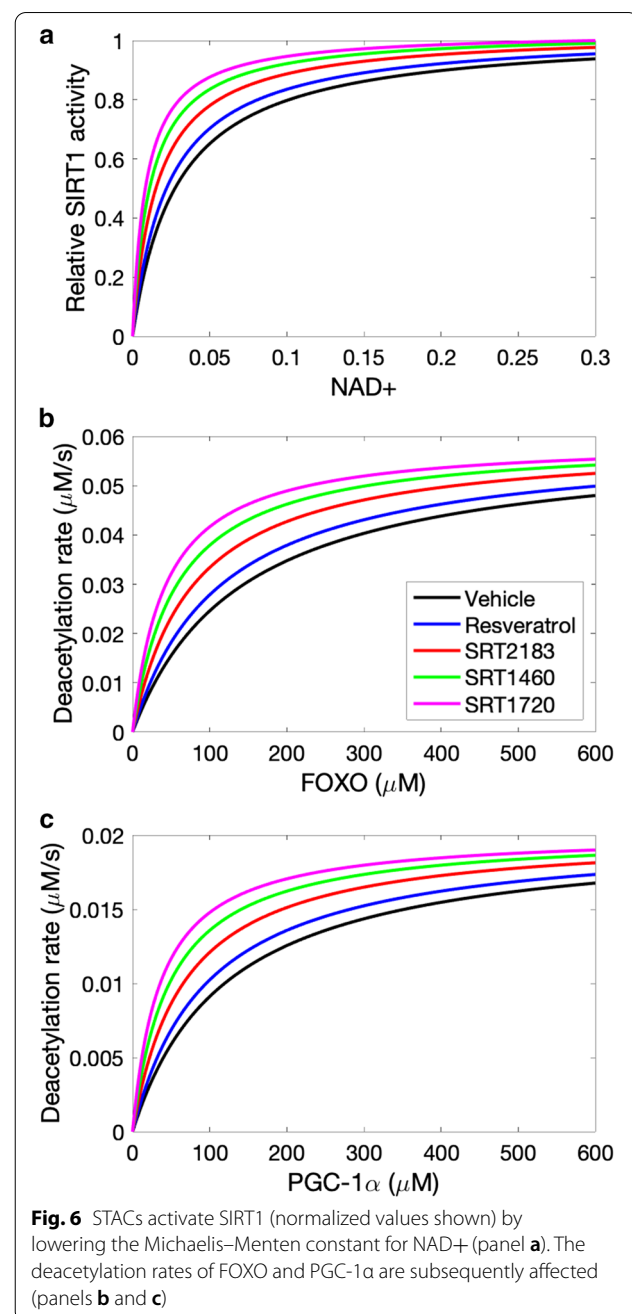 a
1
0.8
0.6
0.4
0.2
0
Relative SIRT1 activity
0 0.05 0.1 0.15 0.2 0.25 0.3
NAD+
b
0.06
0.05
0.04
0.03
0.02
0.01
0
Deacetylation rate (μM/s)
Vehicle
Resveratrol
SRT2183
SRT1460
SRT1720
0 100 200 300 400 500 600
FOXO (μM)
c
0.02
0.015
0.01
0.005
0
Deacetylation rate (μM/s)
0 100 200 300 400 500 600
PGC-1α (μM)
Fig. 6 STACs activate SIRT1 (normalized values shown) by
lowering the Michaelis–Menten constant for NAD+ (panel a). The
deacetylation rates of FOXO and PGC-1α are subsequently affected
(panels b and c)